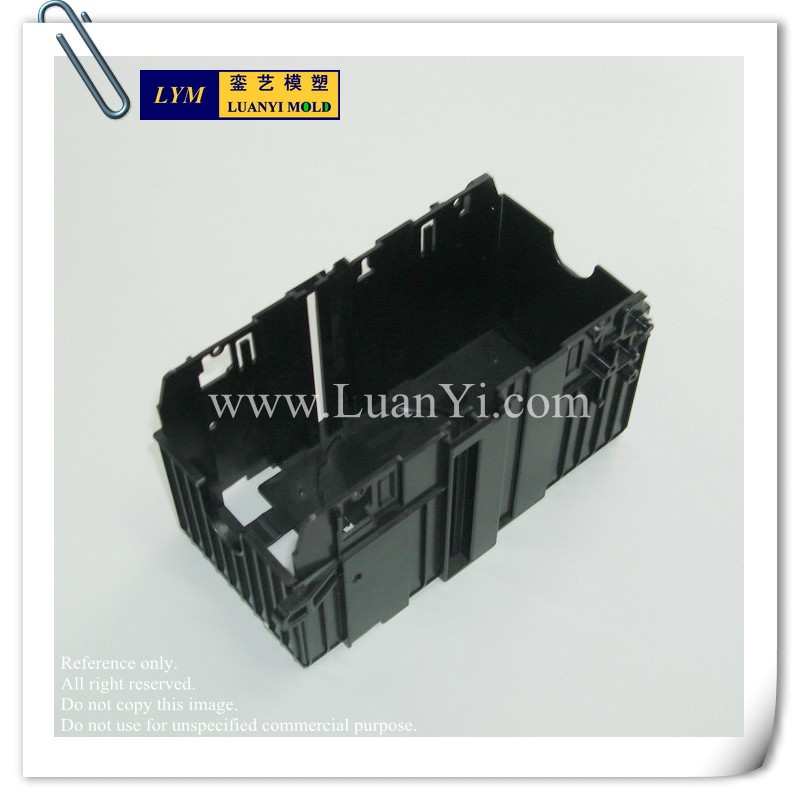 LYM
銮艺模塑
LUANYI MOLD
www.LuanYi.com
Reference only.
All right reserved.
Do not copy this image.
Do not use for unspecified commercial purpose.